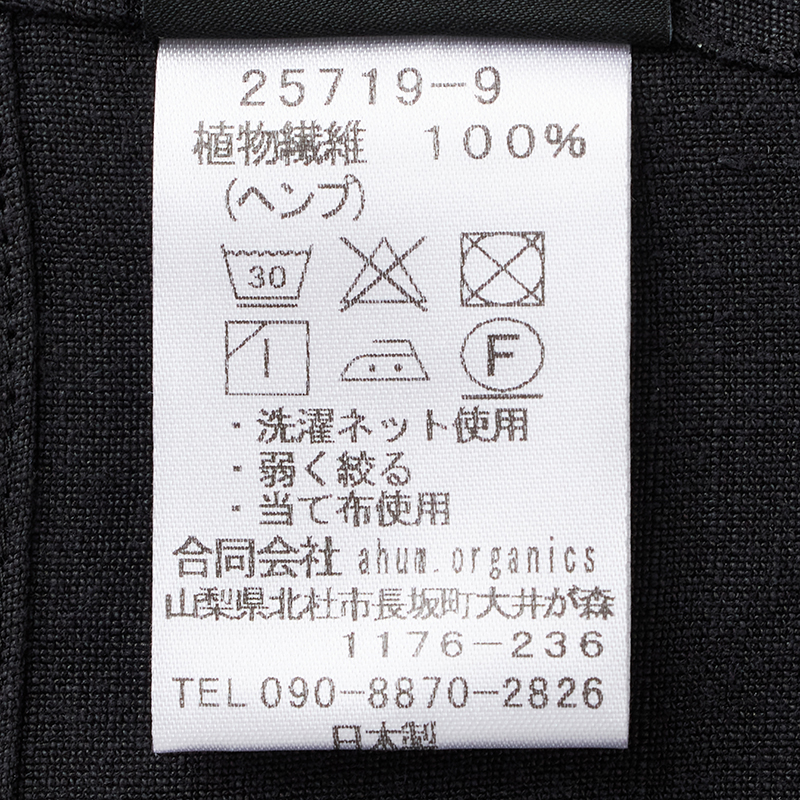 25719-9
植物繊維 100%
(ヘンプ)
30
F
・洗濯ネット使用
・弱く絞る
・当て布使用
合同会社 ahum.organics
山梨県北杜市長坂町大井が森
1176-236
TEL 090-8870-2826
日本製